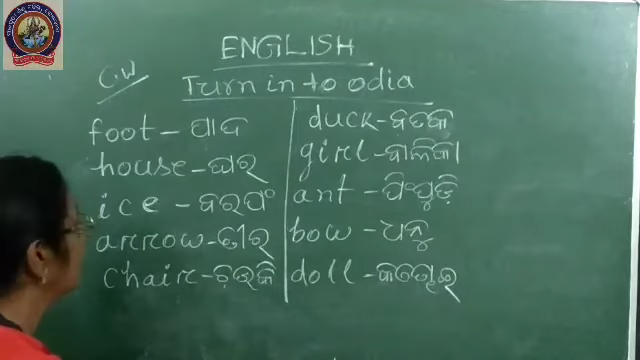 ENGLISH
C.W
Turn in to odia
foot - ପାଦ
house - ଘର
ice - ବରଫ
arrow - ତୀର
chair - ଚଉକି
duck - ବତକ
girl - ବାଳିକା
ant - ପିମ୍ପୁଡ଼ି
bow - ଧନୁ
doll - କଣ୍ଢେଇ